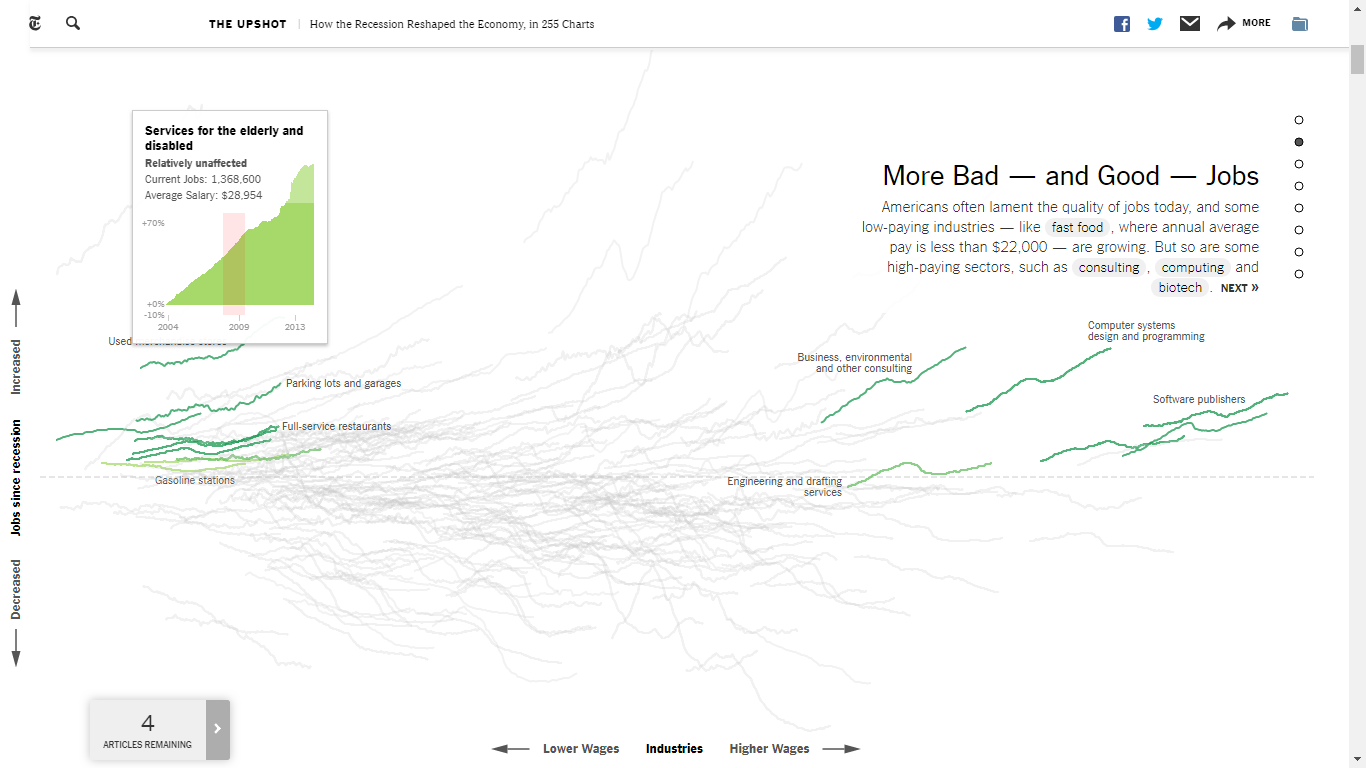 THE UPSHOT | How the Recession Reshaped the Economy, in 255 Charts
MORE
Services for the elderly and
disabled
Relatively unaffected
Current Jobs: 1,368,600
Average Salary: $28,954
+70%
+0%
-10%
2004 2009 2013
More Bad — and Good — Jobs
Americans often lament the quality of jobs today, and some
low-paying industries — like fast food , where annual average
pay is less than $22,000 — are growing. But so are some
high-paying sectors, such as consulting , computing and
biotech . NEXT »
Increased
Jobs since recession
Decreased
Used
Parking lots and garages
Full-service restaurants
Gasoline stations
Business, environmental
and other consulting
Computer systems
design and programming
Software publishers
Engineering and drafting
services
4
ARTICLES REMAINING
Lower Wages Industries Higher Wages